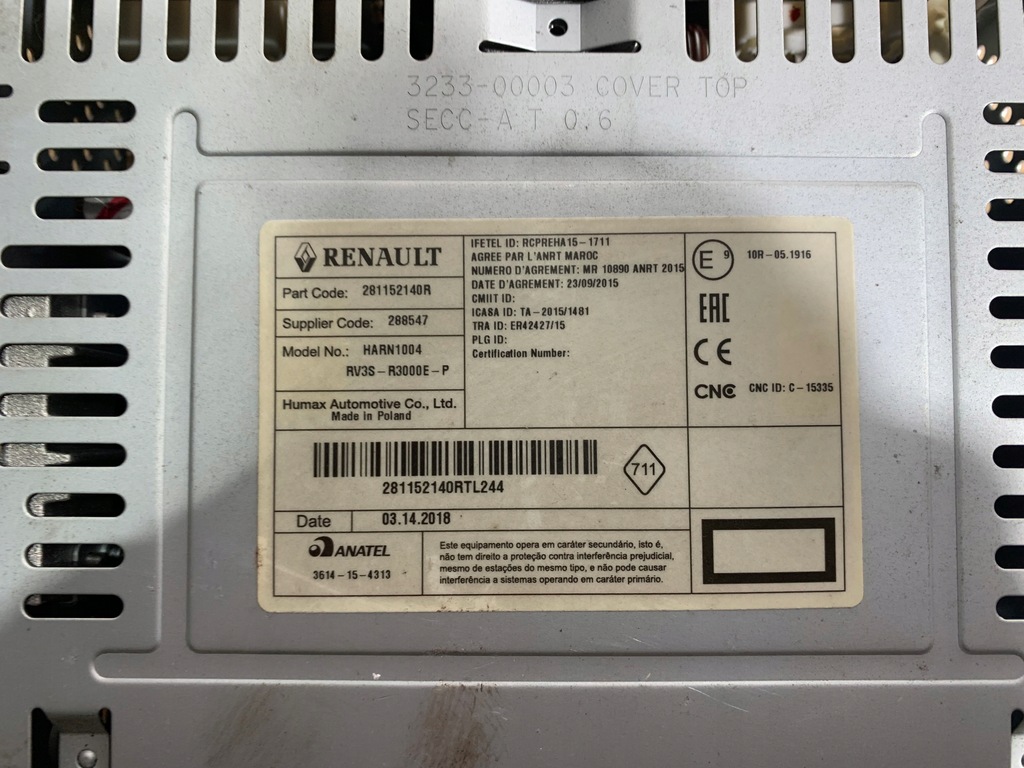 3233-00003 COVER TOP
SECC-A T 0.6
RENAULT
Part Code: 281152140R
Supplier Code: 288547
Model No.: HARN1004
RV3S-R3000E-P
Humax Automotive Co., Ltd.
Made in Poland
IFETEL ID: RCPREHA15-1711
AGREE PAR L'ANRT MAROC
NUMERO D'AGREMENT: MR 10890 ANRT 2015
DATE D'AGREMENT: 23/09/2015
CMIIT ID:
ICASA ID: TA-2015/1481
TRA ID: ER42427/15
PLG ID:
Certification Number:
E 9 10R-05.1916
EAC
CE
CNC CNC ID: C-15335
281152140RTL244
711
Date 03.14.2018
ANATEL
3614-15-4313
Este equipamento opera em caráter secundário, isto é,
não tem direito a proteção contra interferência prejudicial,
mesmo de estações do mesmo tipo, e não pode causar
interferência a sistemas operando em caráter primário.